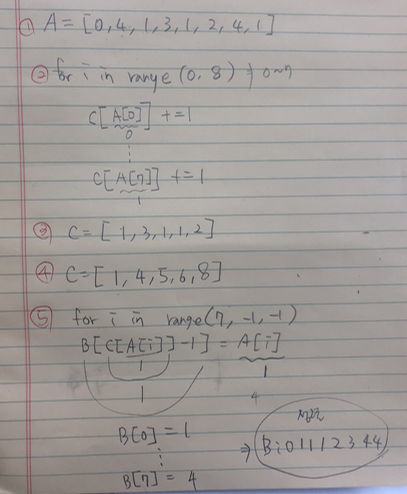 ① A = [0,4,1,3,1,2,4,1]
② for i in range (0, 8) → 0~7
C[A[0]] += 1
0
⋮
C[A[7]] += 1
1
③ C = [1,3,1,1,2]
④ C = [1,4,5,6,8]
⑤ for i in range(7, -1, -1)
B[C[A[i]]-1] = A[i]
1
1
1
4
B[0] = 1
⋮
B[7] = 4
⇒ B: 0 1 1 1 2 3 4 4